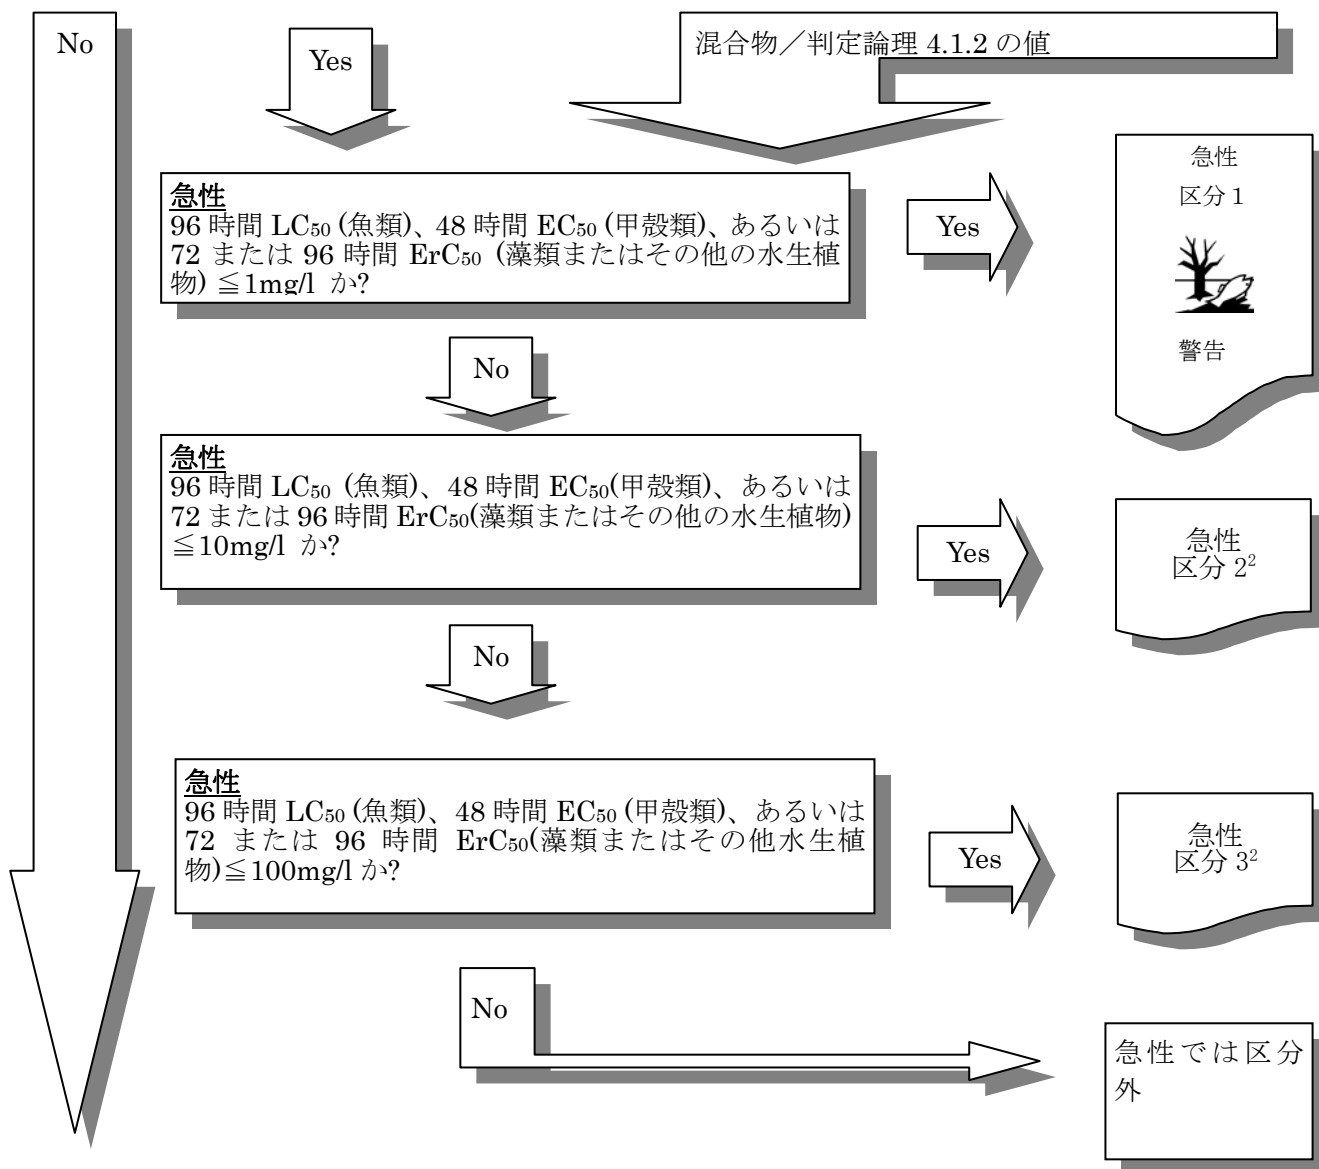 No
Yes
混合物／判定論理 4.1.2 の値
急性
96 時間 LC50 (魚類)、48 時間 EC50 (甲殻類)、あるいは
72 または 96 時間 ErC50 (藻類またはその他の水生植
物) ≦1mg/l か?
Yes
急性
区分 1
警告
No
急性
96 時間 LC50 (魚類)、48 時間 EC50(甲殻類)、あるいは
72 または 96 時間 ErC50(藻類またはその他の水生植物)
≦10mg/l か?
Yes
急性
区分 2²
No
急性
96 時間 LC50 (魚類)、48 時間 EC50 (甲殻類)、あるいは
72 または 96 時間 ErC50(藻類またはその他水生植
物)≦100mg/l か?
Yes
急性
区分 3²
No
急性では区分
外